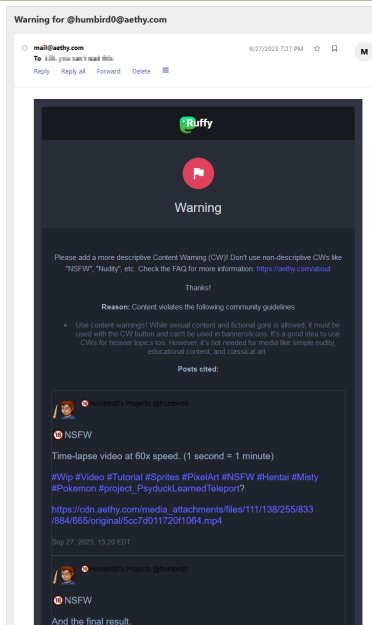 Warning for @humbird0@aethy.com
mail@aethy.com
9/27/2023 7:27 PM
M
To
Reply Reply all Forward Delete
Ruffy
Warning
Please add a more descriptive Content Warning (CW)! Don't use non-descriptive CWs like
"NSFW", "Nudity", etc. Check the FAQ for more information: https://aethy.com/about
Thanks!
Reason: Content violates the following community guidelines
• Use content warnings! While sexual content and fictional gore is allowed, it must be
used with the CW button and can't be used in banners/icons. It's a good idea to use
CWs for heavier topics too. However, it's not needed for media like simple nudity,
educational content, and classical art.
Posts cited:
🔞 Humbird0's Projects @humbird0
🔞 NSFW
Time-lapse video at 60x speed. (1 second = 1 minute)
#Wip #Video #Tutorial #Sprites #PixelArt #NSFW #Hentai #Misty
#Pokemon #project_PsyduckLearnedTeleport?
https://cdn.aethy.com/media_attachments/files/111/138/255/833
/884/665/original/5cc7d011720f1064.mp4
Sep 27, 2023, 13:20 EDT
🔞 Humbird0's Projects @humbird0
🔞 NSFW
And the final result.